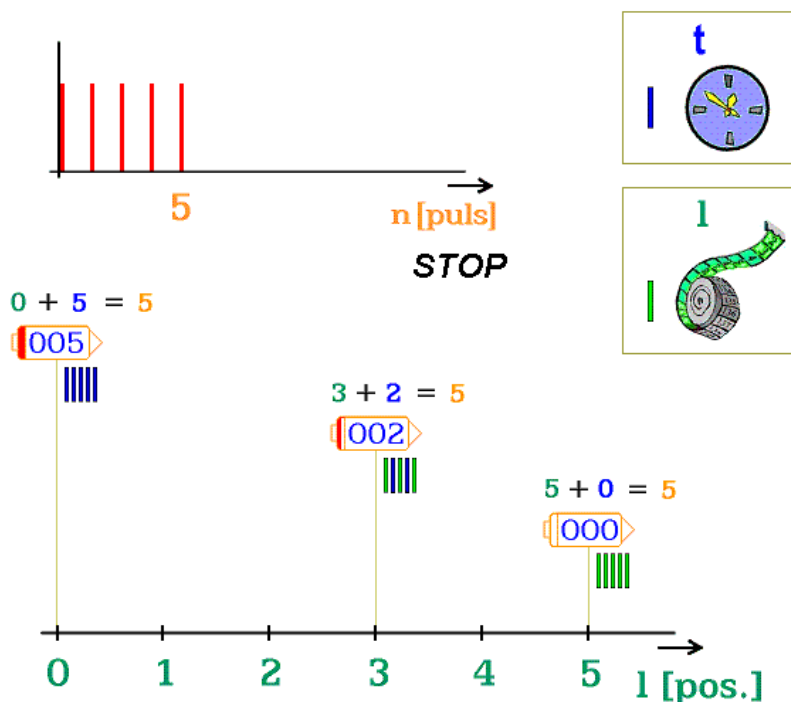 t
5
n [puls]
STOP
l
0 + 5 = 5
005
3 + 2 = 5
002
5 + 0 = 5
000
0 1 2 3 4 5 l [pos.]